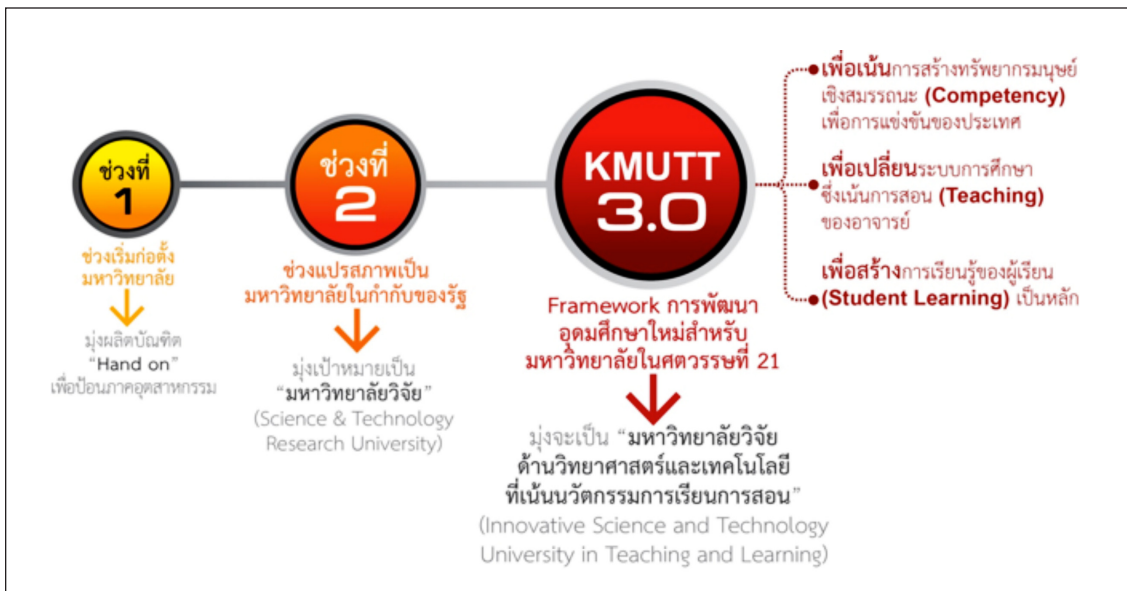 ช่วงที่
1
ช่วงเริ่มก่อตั้ง
มหาวิทยาลัย
มุ่งผลิตบัณฑิต
“Hand on”
เพื่อป้อนภาคอุตสาหกรรม
ช่วงที่
2
ช่วงแปรสภาพเป็น
มหาวิทยาลัยในกำกับของรัฐ
มุ่งเป้าหมายเป็น
“มหาวิทยาลัยวิจัย”
(Science & Technology
Research University)
KMUTT
3.0
Framework การพัฒนา
อุดมศึกษาใหม่สำหรับ
มหาวิทยาลัยในศตวรรษที่ 21
มุ่งจะเป็น “มหาวิทยาลัยวิจัย
ด้านวิทยาศาสตร์และเทคโนโลยี
ที่เน้นนวัตกรรมการเรียนการสอน”
(Innovative Science and Technology
University in Teaching and Learning)
เพื่อเน้นการสร้างทรัพยากรมนุษย์
เชิงสมรรถนะ (Competency)
เพื่อการแข่งขันของประเทศ
เพื่อเปลี่ยนระบบการศึกษา
ซึ่งเน้นการสอน (Teaching)
ของอาจารย์
เพื่อสร้างการเรียนรู้ของผู้เรียน
(Student Learning) เป็นหลัก